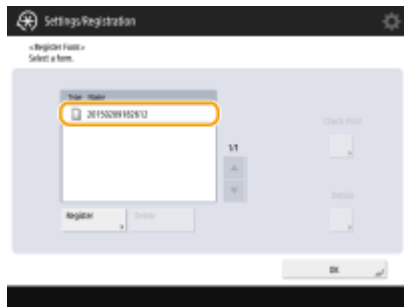 Settings/Registration
<Register Form>
Select a form.
Type Name
20150209102612
1/1
Check Print
Register
Delete
Details
OK